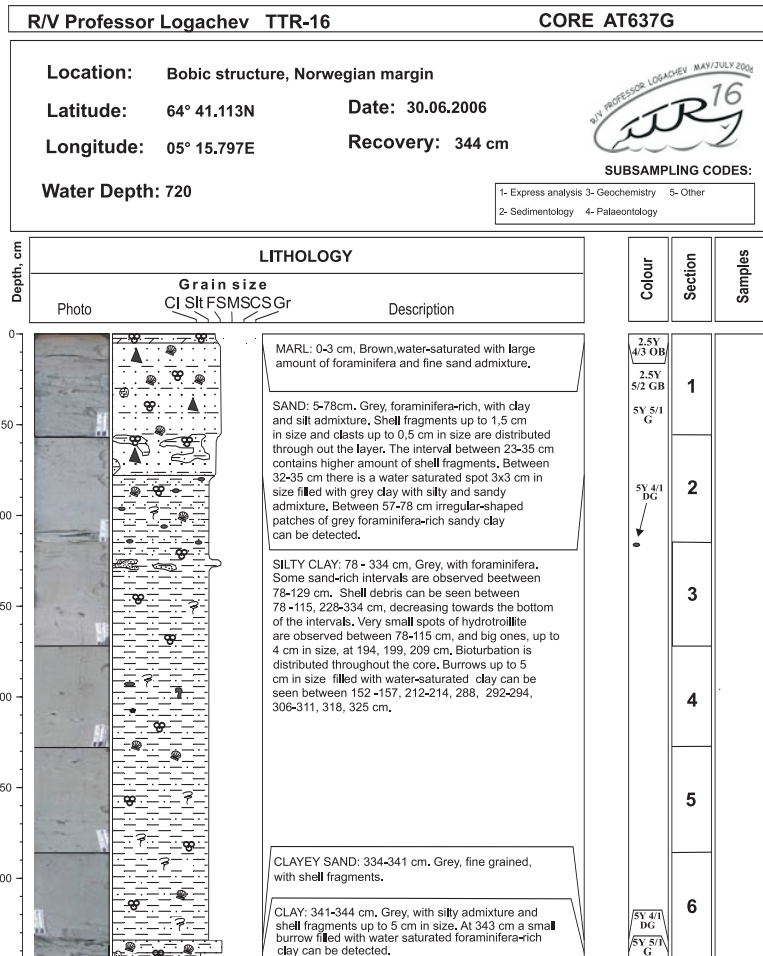 R/V Professor Logachev TTR-16
CORE AT637G
Location: Bobic structure, Norwegian margin
Latitude: 64° 41.113N
Date: 30.06.2006
Longitude: 05° 15.797E
Recovery: 344 cm
Water Depth: 720
R/V PROFESSOR LOGACHEV MAY/JULY 2006
TTR 16
SUBSAMPLING CODES:
1- Express analysis 3- Geochemistry 5- Other
2- Sedimentology 4- Palaeontology
Depth, cm
LITHOLOGY
Grain size
Photo
Cl Slt FS MS CS Gr
Description
Colour
Section
Samples
0
MARL: 0-3 cm, Brown,water-saturated with large
amount of foraminifera and fine sand admixture.
SAND: 5-78cm. Grey, foraminifera-rich, with clay
and silt admixture. Shell fragments up to 1,5 cm
in size and clasts up to 0,5 cm in size are distributed
through out the layer. The interval between 23-35 cm
contains higher amount of shell fragments. Between
32-35 cm there is a water saturated spot 3x3 cm in
size filled with grey clay with silty and sandy
admixture. Between 57-78 cm irregular-shaped
patches of grey foraminifera-rich sandy clay
can be detected.
SILTY CLAY: 78 - 334 cm, Grey, with foraminifera.
Some sand-rich intervals are observed beetween
78-129 cm. Shell debris can be seen between
78 -115, 228-334 cm, decreasing towards the bottom
of the intervals. Very small spots of hydrotroillite
are observed between 78-115 cm, and big ones, up to
4 cm in size, at 194, 199, 209 cm. Bioturbation is
distributed throughout the core. Burrows up to 5
cm in size filled with water-saturated clay can be
seen between 152 -157, 212-214, 288, 292-294,
306-311, 318, 325 cm.
CLAYEY SAND: 334-341 cm. Grey, fine grained,
with shell fragments.
CLAY: 341-344 cm. Grey, with silty admixture and
shell fragments up to 5 cm in size. At 343 cm a small
burrow filled with water saturated foraminifera-rich
clay can be detected.
2.5Y
4/3 OB
2.5Y
5/2 GB
5Y 5/1
G
5Y 4/1
DG
5Y 4/1
DG
5Y 5/1
G
1
2
3
4
5
6
50
00
50
00
50
00